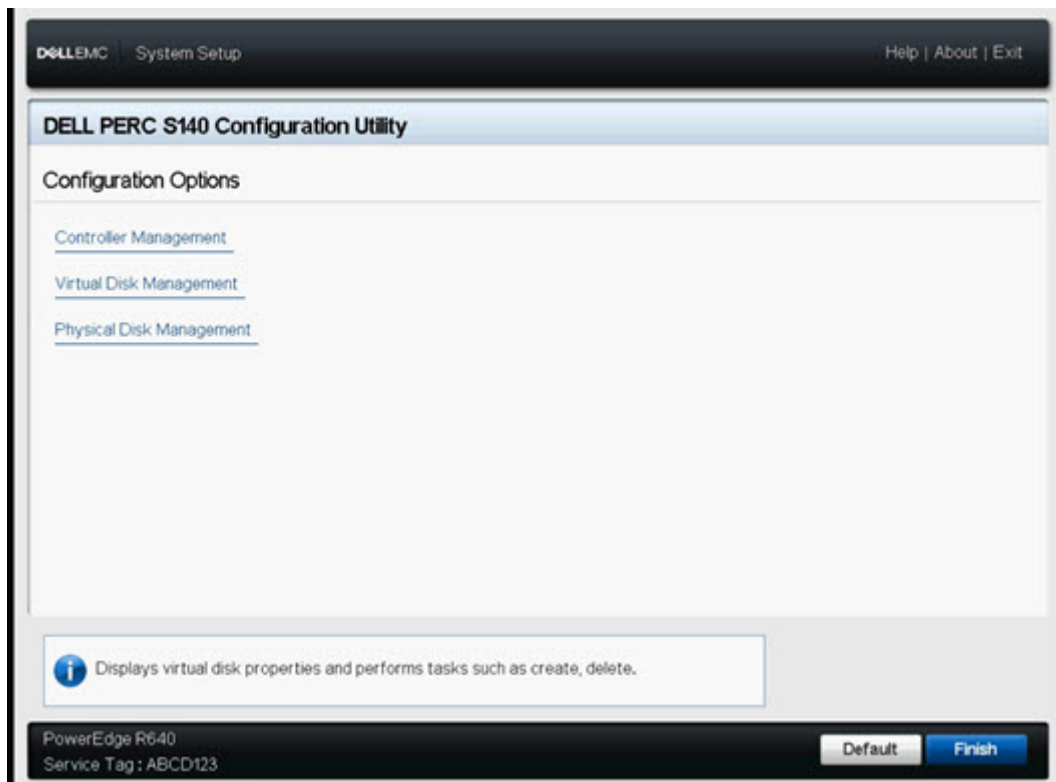 DELLEMC System Setup Help | About | Exit
DELL PERC S140 Configuration Utility
Configuration Options
Controller Management
Virtual Disk Management
Physical Disk Management
Displays virtual disk properties and performs tasks such as create, delete.
PowerEdge R640
Service Tag : ABCD123
Default Finish